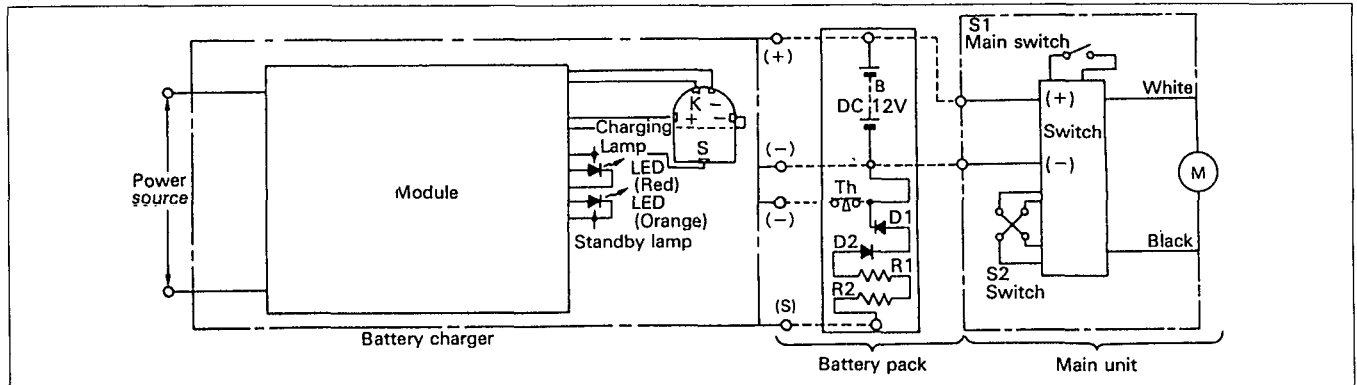 Power
source
Module
Battery charger
K
−
+
−
S
Charging
Lamp
LED
(Red)
LED
(Orange)
Standby lamp
(+)
(−)
(−)
(S)
B
DC 12V
Th
D1
D2
R1
R2
Battery pack
S1
Main switch
(+)
Switch
(−)
S2
Switch
White
M
Black
Main unit